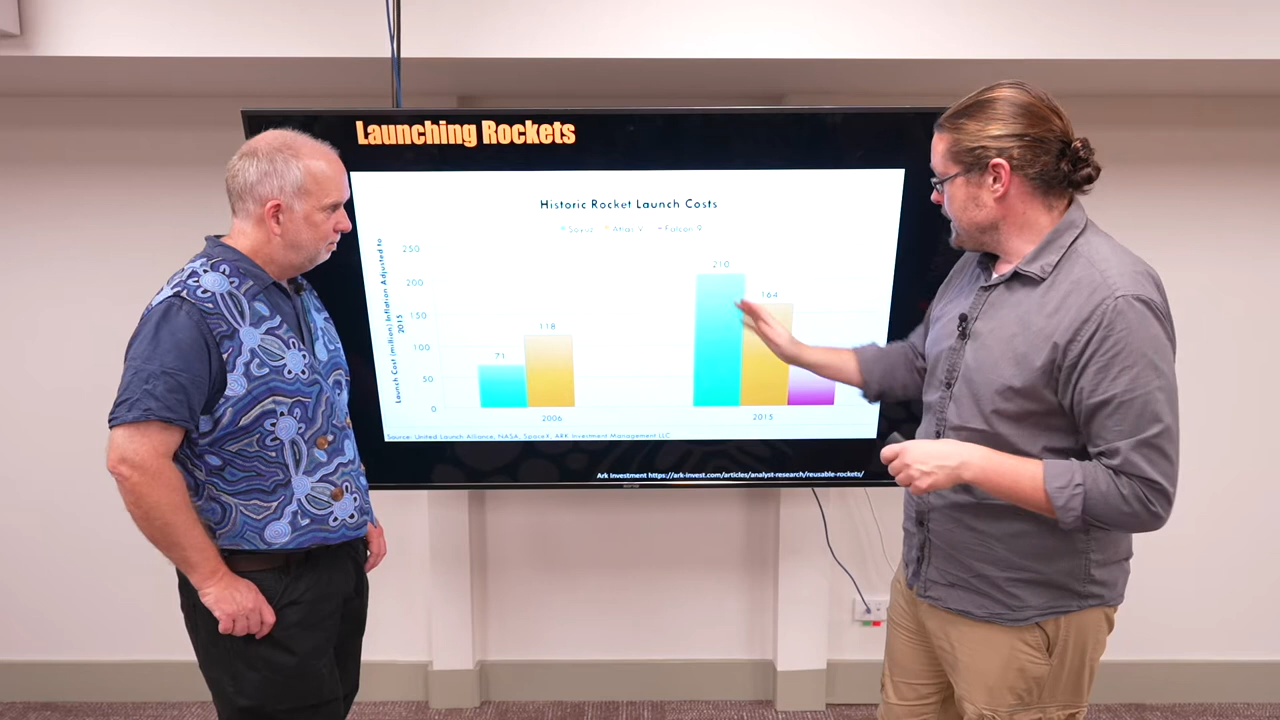 Launching Rockets
Historic Rocket Launch Costs
Soyuz Atlas V Falcon 9
Launch Cost (million) Inflation Adjusted to
2015
250
200
150
100
50
0
71
118
210
164
2006
2015
Source: United Launch Alliance, NASA, SpaceX, ARK Investment Management LLC
Ark Investment https://ark-invest.com/articles/analyst-research/reusable-rockets/